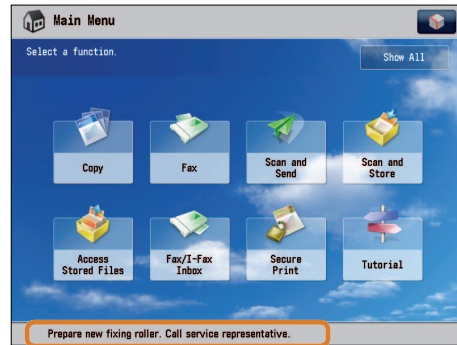 Main Menu
Select a function.
Show All
Copy
Fax
Scan and
Send
Scan and
Store
Access
Stored Files
Fax/I-Fax
Inbox
Secure
Print
Tutorial
Prepare new fixing roller. Call service representative.